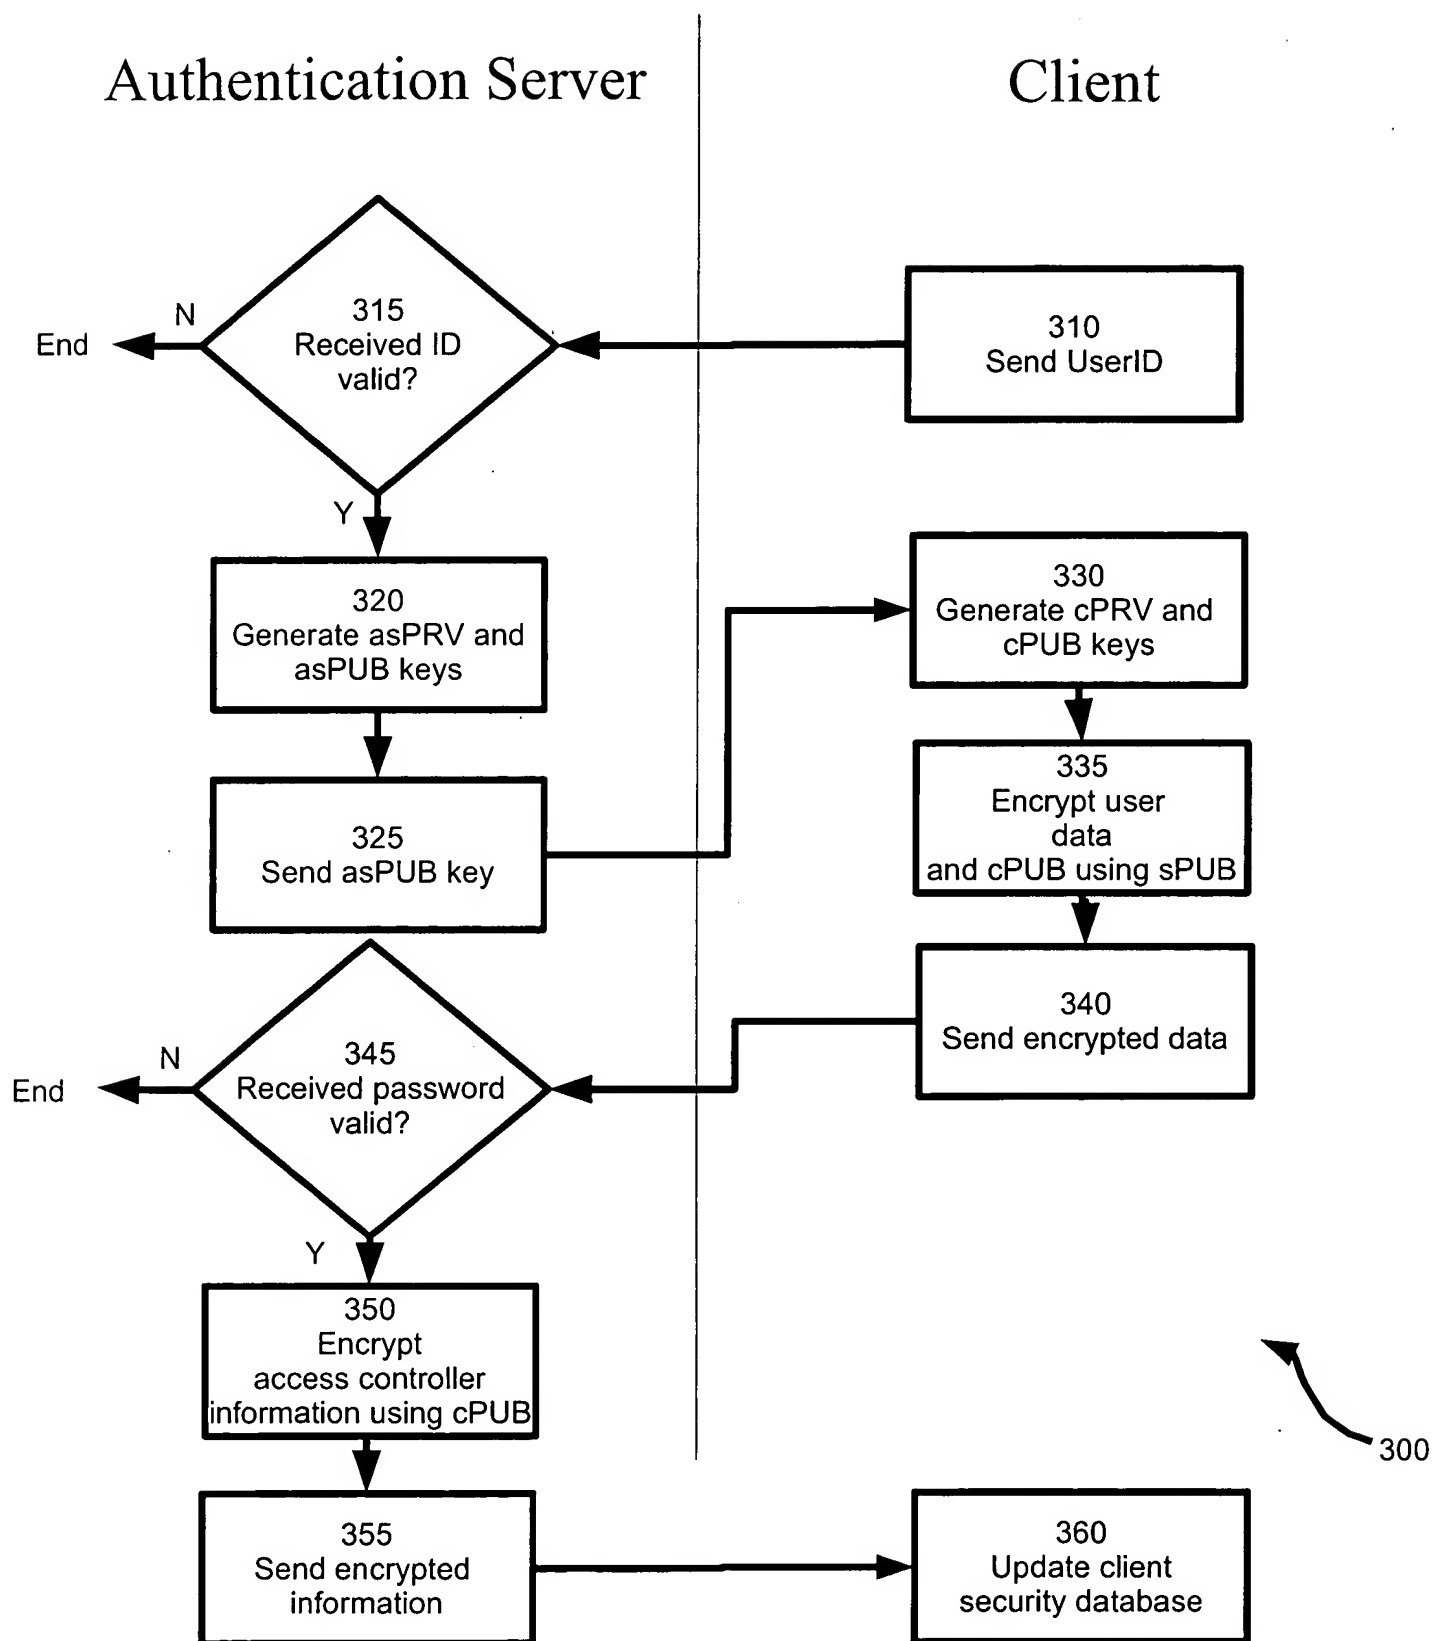 Authentication Server
Client
315
Received ID
valid?
N
End
310
Send UserID
Y
320
Generate asPRV and
asPUB keys
330
Generate cPRV and
cPUB keys
325
Send asPUB key
335
Encrypt user
data
and cPUB using sPUB
340
Send encrypted data
345
Received password
valid?
N
End
Y
350
Encrypt
access controller
information using cPUB
300
355
Send encrypted
information
360
Update client
security database